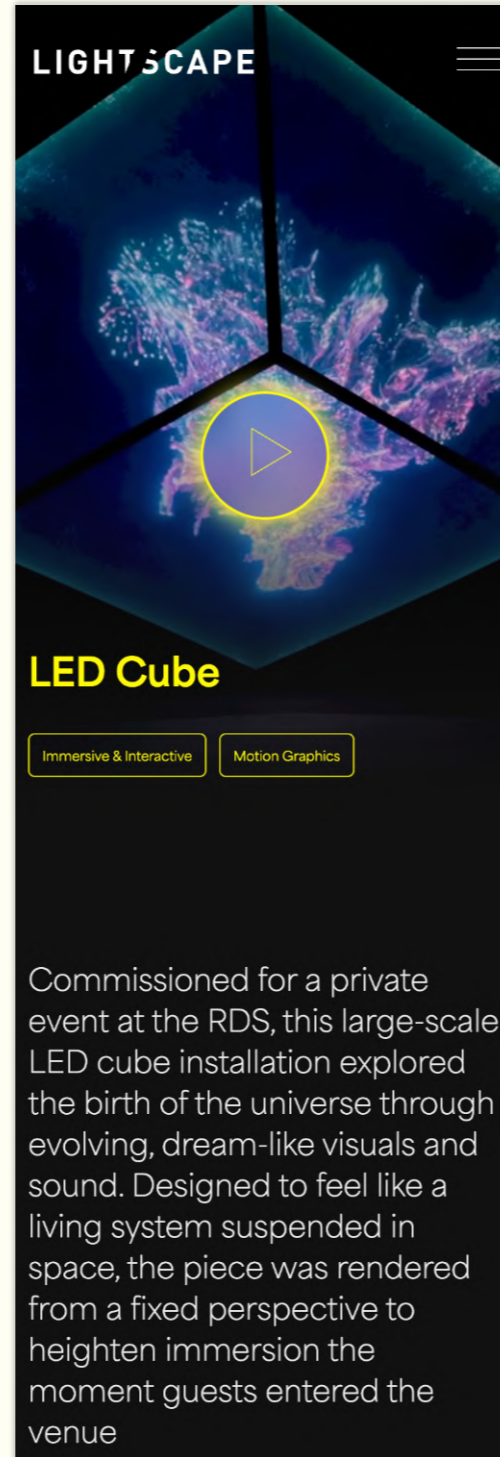 LIGHTSCAPE
LED Cube
Immersive & Interactive
Motion Graphics
Commissioned for a private
event at the RDS, this large-scale
LED cube installation explored
the birth of the universe through
evolving, dream-like visuals and
sound. Designed to feel like a
living system suspended in
space, the piece was rendered
from a fixed perspective to
heighten immersion the
moment guests entered the
venue